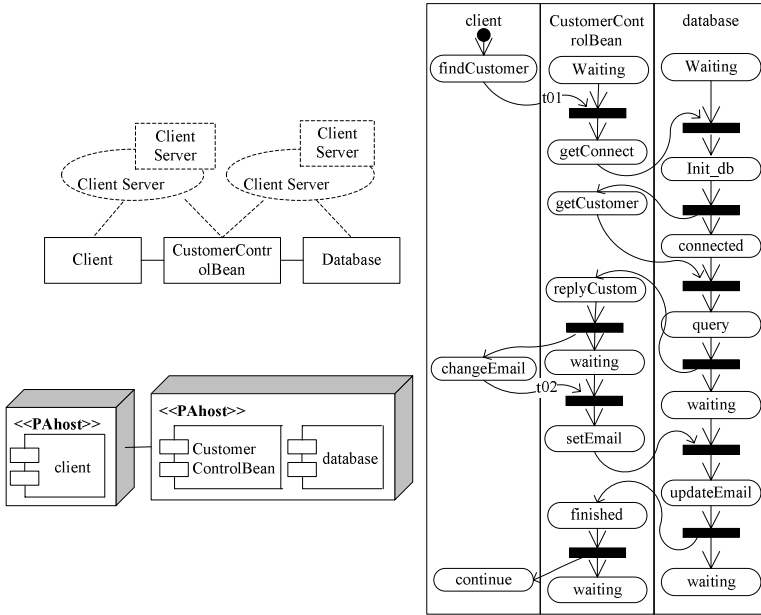 Client
Server
Client Server
Client
Server
Client Server
Client
CustomerContr
olBean
Database
<<PAhost>>
client
<<PAhost>>
Customer
ControlBean
database
client
CustomerCont
rolBean
database
findCustomer
Waiting
Waiting
t01
getConnect
Init_db
getCustomer
connected
replyCustom
query
changeEmail
waiting
t02
waiting
setEmail
updateEmail
finished
continue
waiting
waiting